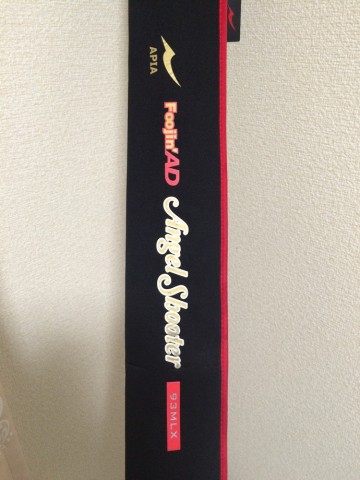 APIA
Foojin'AD
Angel Shooter
93MLX